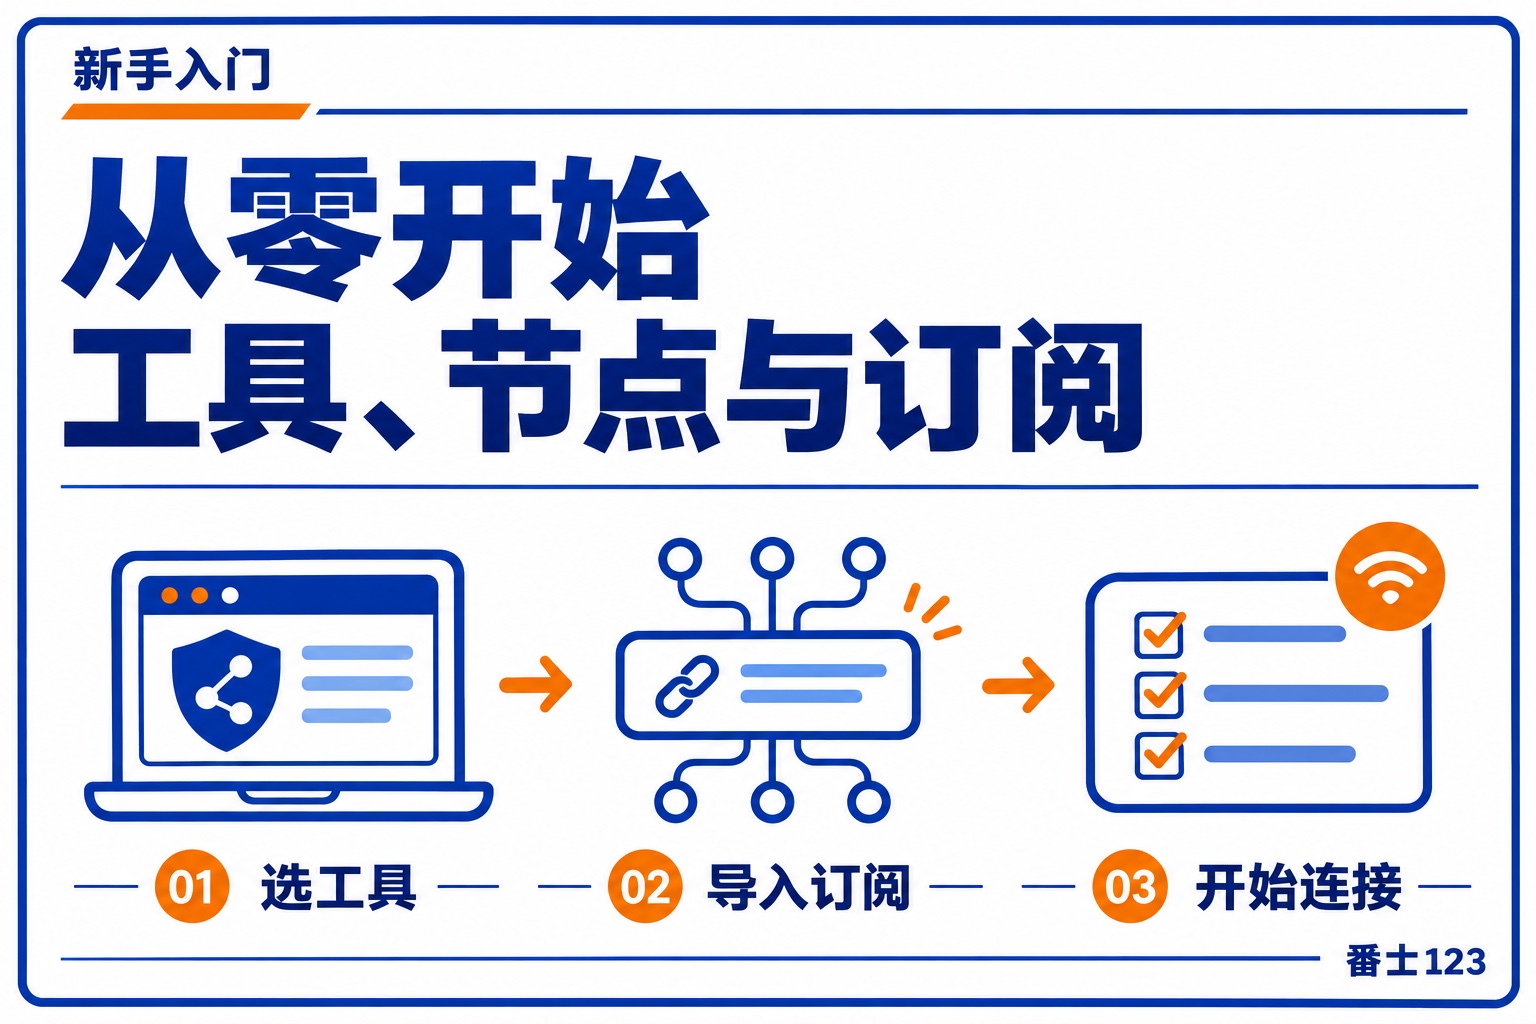 新手入门
从零开始
工具、节点与订阅
01 选工具
02 导入订阅
03 开始连接
番士123